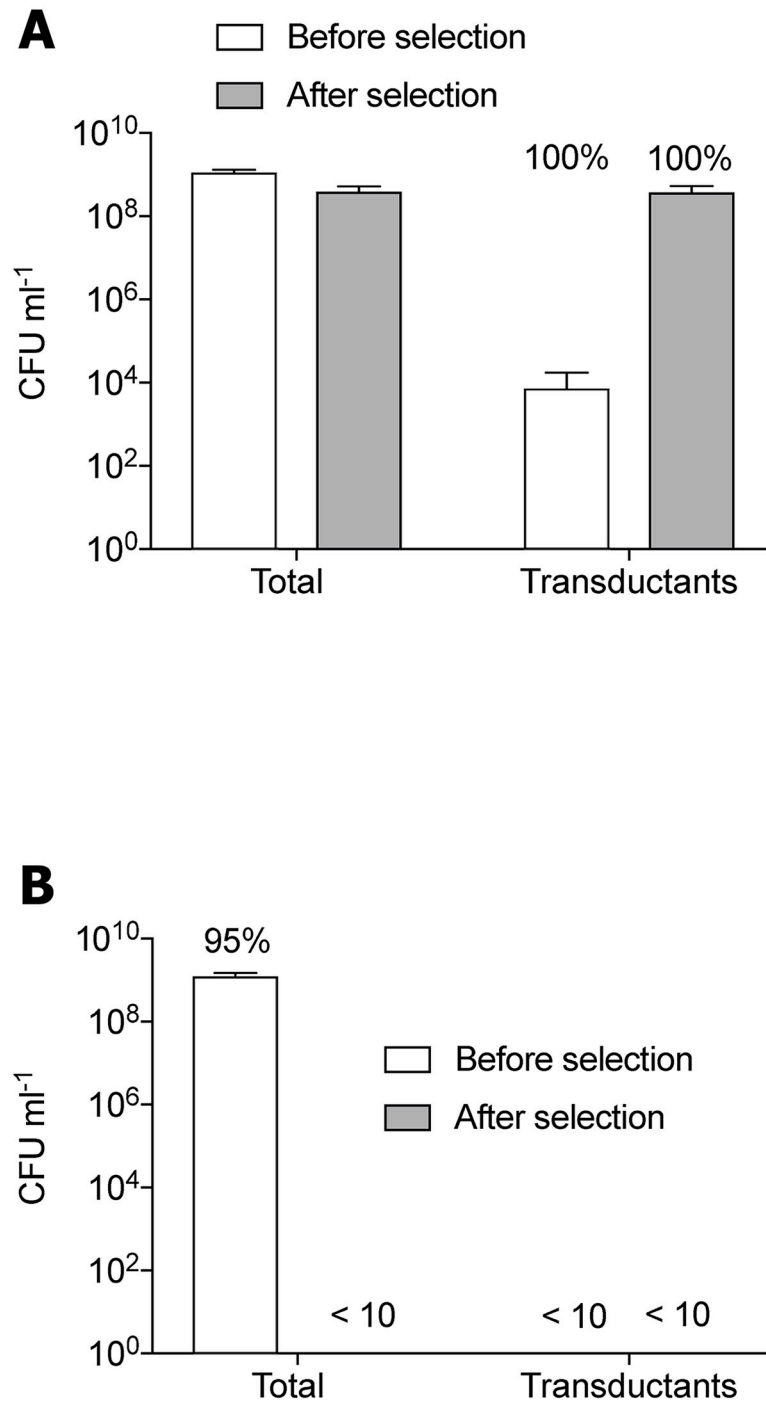 A
Before selection
After selection
10^10
100% 100%
10^8
10^6
10^4
10^2
10^0
CFU ml^-1
Total Transductants
B
10^10
95%
10^8
Before selection
10^6
After selection
10^4
10^2
< 10 < 10 < 10
10^0
CFU ml^-1
Total Transductants